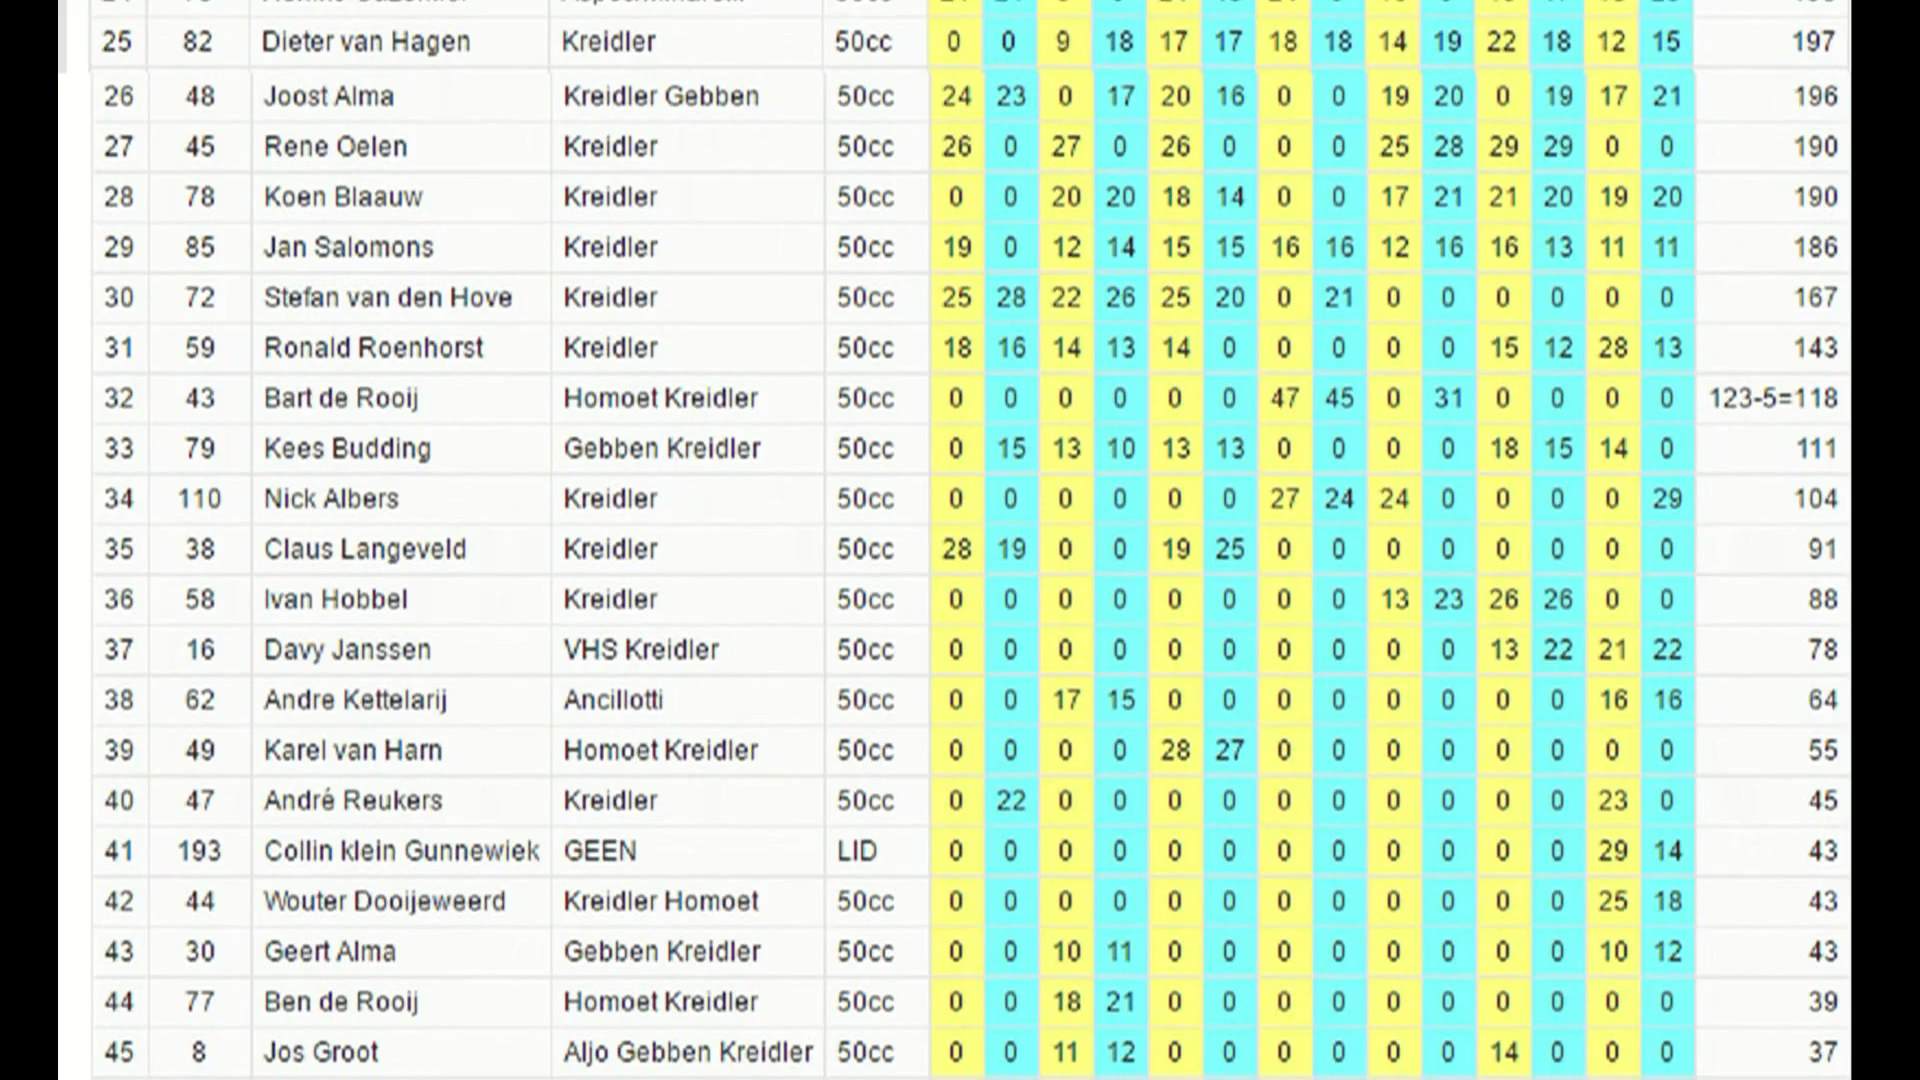 25 82 Dieter van Hagen Kreidler 50cc 0 0 9 18 17 17 18 18 14 19 22 18 12 15 197
26 48 Joost Alma Kreidler Gebben 50cc 24 23 0 17 20 16 0 0 19 20 0 19 17 21 196
27 45 Rene Oelen Kreidler 50cc 26 0 27 0 26 0 0 0 25 28 29 29 0 0 190
28 78 Koen Blaauw Kreidler 50cc 0 0 20 20 18 14 0 0 17 21 21 20 19 20 190
29 85 Jan Salomons Kreidler 50cc 19 0 12 14 15 15 16 16 12 16 16 13 11 11 186
30 72 Stefan van den Hove Kreidler 50cc 25 28 22 26 25 20 0 21 0 0 0 0 0 0 167
31 59 Ronald Roenhorst Kreidler 50cc 18 16 14 13 14 0 0 0 0 0 15 12 28 13 143
32 43 Bart de Rooij Homoet Kreidler 50cc 0 0 0 0 0 0 47 45 0 31 0 0 0 0 123-5=118
33 79 Kees Budding Gebben Kreidler 50cc 0 15 13 10 13 13 0 0 0 0 18 15 14 0 111
34 110 Nick Albers Kreidler 50cc 0 0 0 0 0 0 27 24 24 0 0 0 0 29 104
35 38 Claus Langeveld Kreidler 50cc 28 19 0 0 19 25 0 0 0 0 0 0 0 0 91
36 58 Ivan Hobbel Kreidler 50cc 0 0 0 0 0 0 0 0 13 23 26 26 0 0 88
37 16 Davy Janssen VHS Kreidler 50cc 0 0 0 0 0 0 0 0 0 0 13 22 21 22 78
38 62 Andre Kettelarij Ancillotti 50cc 0 0 17 15 0 0 0 0 0 0 0 0 16 16 64
39 49 Karel van Harn Homoet Kreidler 50cc 0 0 0 0 28 27 0 0 0 0 0 0 0 0 55
40 47 André Reukers Kreidler 50cc 0 22 0 0 0 0 0 0 0 0 0 0 23 0 45
41 193 Collin klein Gunnewiek GEEN LID 0 0 0 0 0 0 0 0 0 0 0 0 29 14 43
42 44 Wouter Dooijeweerd Kreidler Homoet 50cc 0 0 0 0 0 0 0 0 0 0 0 0 25 18 43
43 30 Geert Alma Gebben Kreidler 50cc 0 0 10 11 0 0 0 0 0 0 0 0 10 12 43
44 77 Ben de Rooij Homoet Kreidler 50cc 0 0 18 21 0 0 0 0 0 0 0 0 0 0 39
45 8 Jos Groot Aljo Gebben Kreidler 50cc 0 0 11 12 0 0 0 0 0 0 14 0 0 0 37